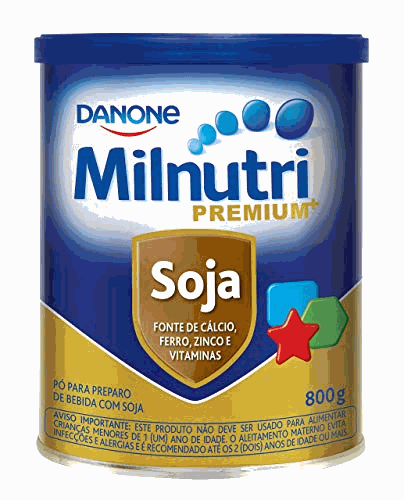 DANONE
Milnutri
PREMIUM+
Soja
FONTE DE CÁLCIO,
FERRO, ZINCO E
VITAMINAS
PÓ PARA PREPARO
DE BEBIDA COM SOJA
800g
AVISO IMPORTANTE: ESTE PRODUTO NÃO DEVE SER USADO PARA ALIMENTAR
CRIANÇAS MENORES DE 1 (UM) ANO DE IDADE. O ALEITAMENTO MATERNO EVITA
INFECÇÕES E ALERGIAS E É RECOMENDADO ATÉ OS 2 (DOIS) ANOS DE IDADE OU MAIS.